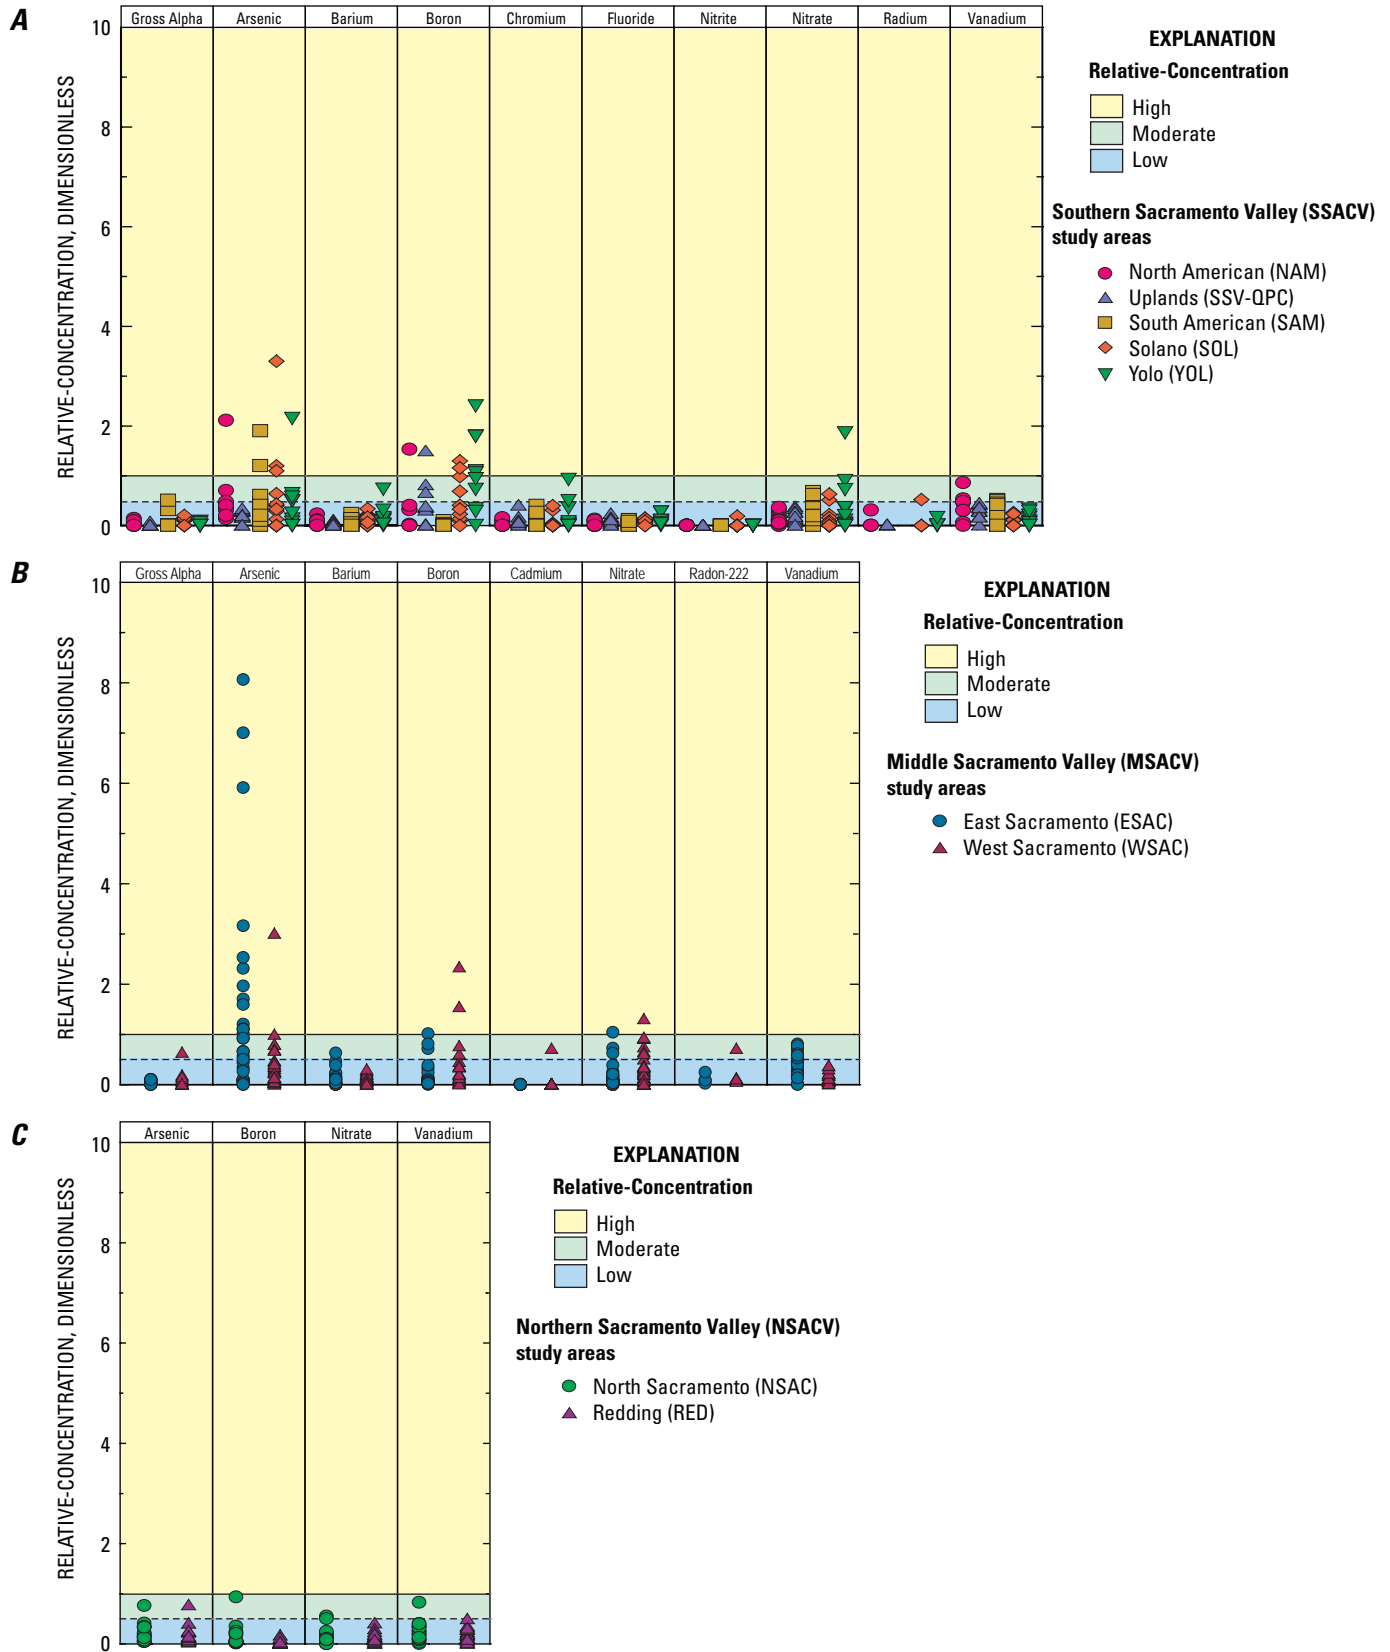 A
Gross Alpha Arsenic Barium Boron Chromium Fluoride Nitrite Nitrate Radium Vanadium
10
8
6
4
2
0
RELATIVE-CONCENTRATION, DIMENSIONLESS
EXPLANATION
Relative-Concentration
High
Moderate
Low
Southern Sacramento Valley (SSACV)
study areas
North American (NAM)
Uplands (SSV-QPC)
South American (SAM)
Solano (SOL)
Yolo (YOL)
B
Gross Alpha Arsenic Barium Boron Cadmium Nitrate Radon-222 Vanadium
10
8
6
4
2
0
RELATIVE-CONCENTRATION, DIMENSIONLESS
EXPLANATION
Relative-Concentration
High
Moderate
Low
Middle Sacramento Valley (MSACV)
study areas
East Sacramento (ESAC)
West Sacramento (WSAC)
C
Arsenic Boron Nitrate Vanadium
10
8
6
4
2
0
RELATIVE-CONCENTRATION, DIMENSIONLESS
EXPLANATION
Relative-Concentration
High
Moderate
Low
Northern Sacramento Valley (NSACV)
study areas
North Sacramento (NSAC)
Redding (RED)